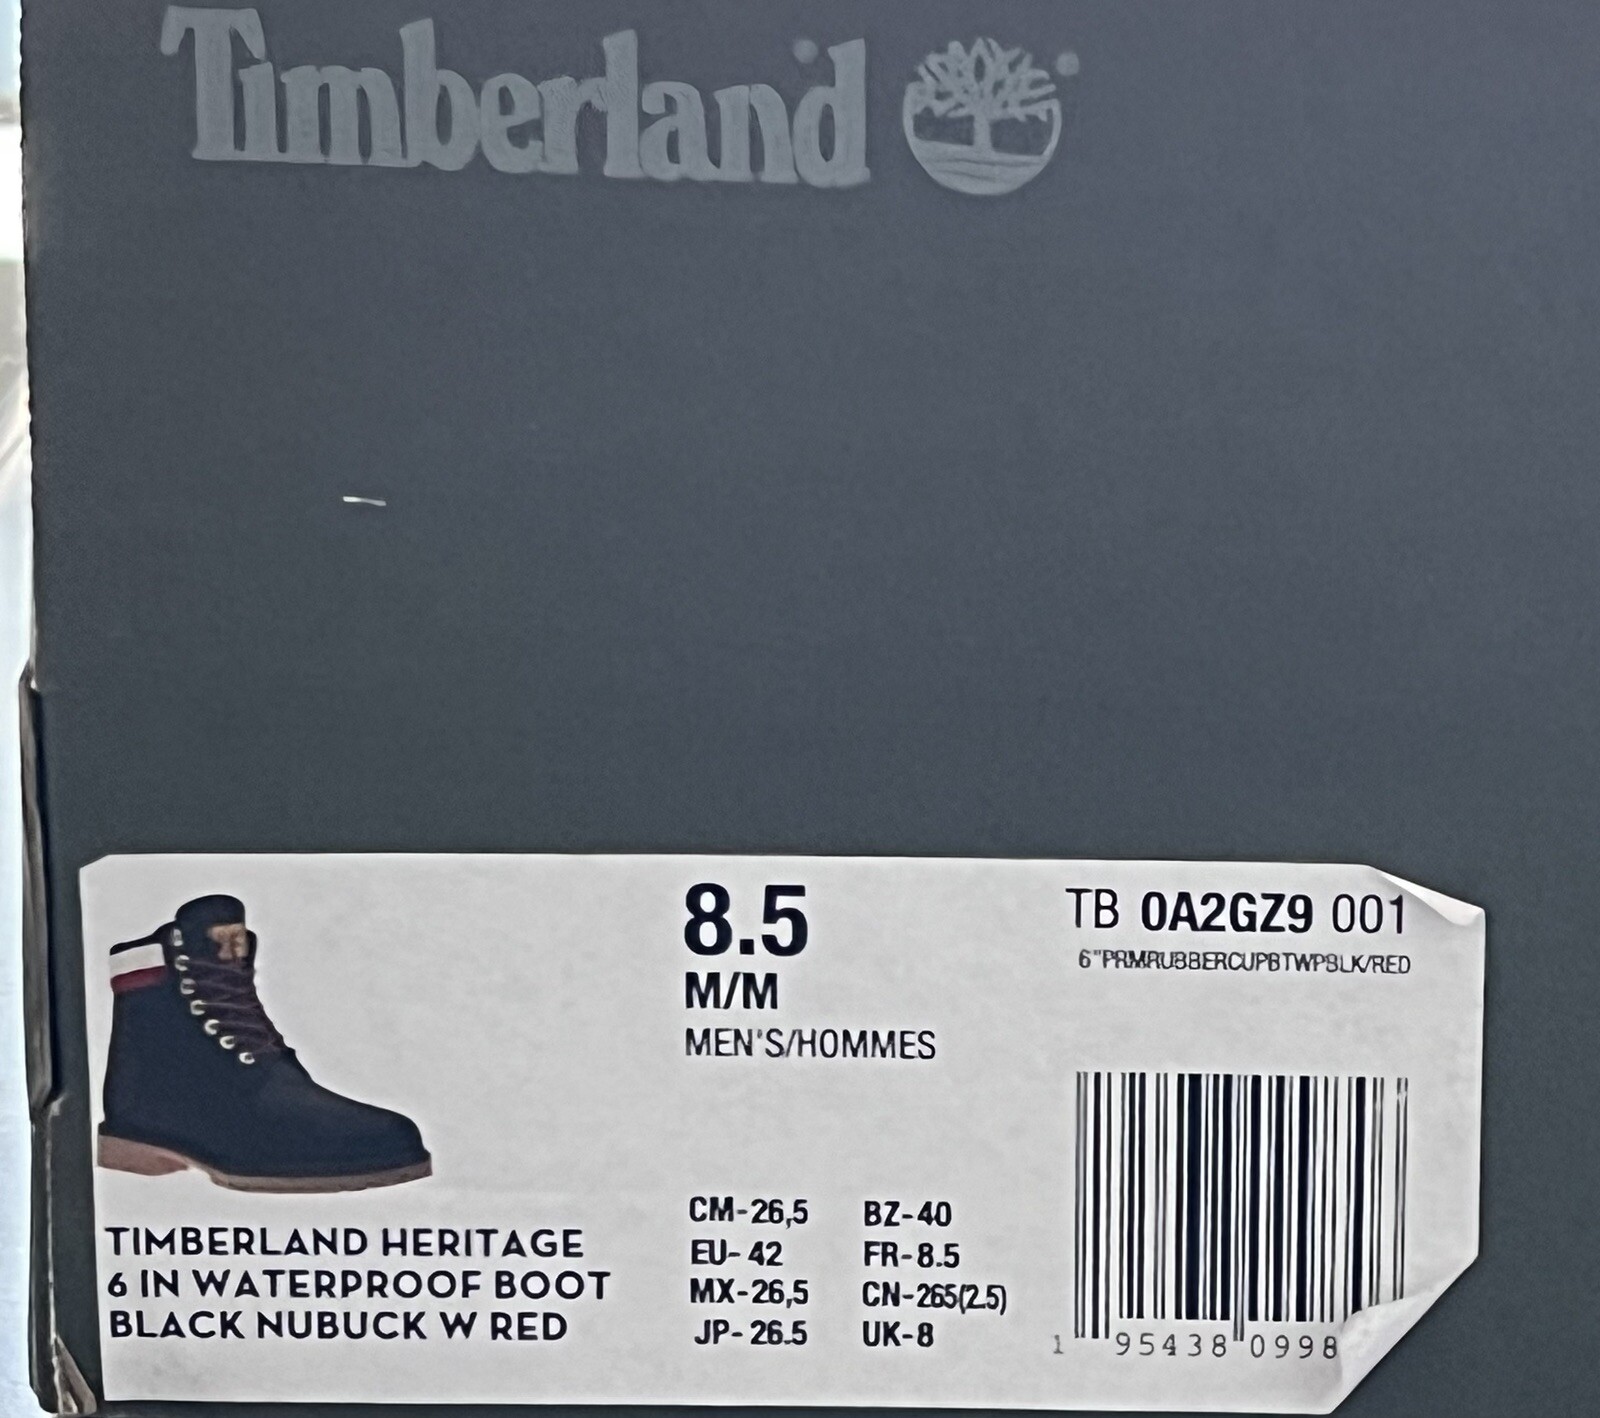 Timberland
8.5
M/M
MEN'S/HOMMES
TB 0A2GZ9 001
6"PRMRUBBERCUPBTWPBLK/RED
TIMBERLAND HERITAGE
6 IN WATERPROOF BOOT
BLACK NUBUCK W RED
CM-26,5 BZ-40
EU-42 FR-8.5
MX-26,5 CN-265(2.5)
JP-26.5 UK-8
1 95438 0998